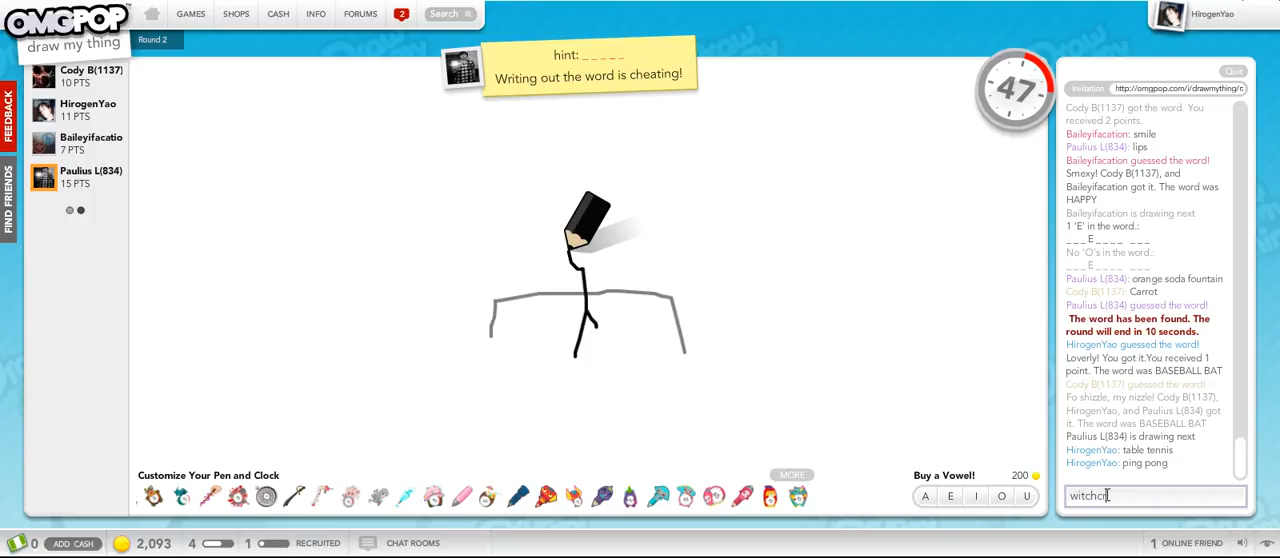 OMGPOP™
draw my thing
GAMES SHOPS CASH INFO FORUMS 2 Search
HirogenYao
Round 2
hint: _ _ _ _ _
Writing out the word is cheating!
FEEDBACK
FIND FRIENDS
Cody B(1137)
10 PTS
HirogenYao
11 PTS
Baileyifacatio
7 PTS
Paulius L(834)
15 PTS
47
Quit
Invitation http://omgpop.com/i/drawmything/r
Cody B(1137) got the word. You
received 2 points.
Baileyifacation: smile
Paulius L(834): lips
Baileyifacation guessed the word!
Smexy! Cody B(1137), and
Baileyifacation got it. The word was
HAPPY
Baileyifacation is drawing next
1 'E' in the word.:
_ _ _ E _ _ _ _ _ _ _
No 'O's in the word.:
_ _ _ E _ _ _ _ _ _ _
Paulius L(834): orange soda fountain
Cody B(1137): Carrot
Paulius L(834) guessed the word!
The word has been found. The
round will end in 10 seconds.
HirogenYao guessed the word!
Loverly! You got it.You received 1
point. The word was BASEBALL BAT
Cody B(1137) guessed the word!
Fo shizzle, my nizzle! Cody B(1137),
HirogenYao, and Paulius L(834) got
it. The word was BASEBALL BAT
Paulius L(834) is drawing next
HirogenYao: table tennis
HirogenYao: ping pong
witchcr
Customize Your Pen and Clock
MORE
Buy a Vowel! 200
A E I O U
0 ADD CASH 2,093 4 1 RECRUITED CHAT ROOMS
1 ONLINE FRIEND